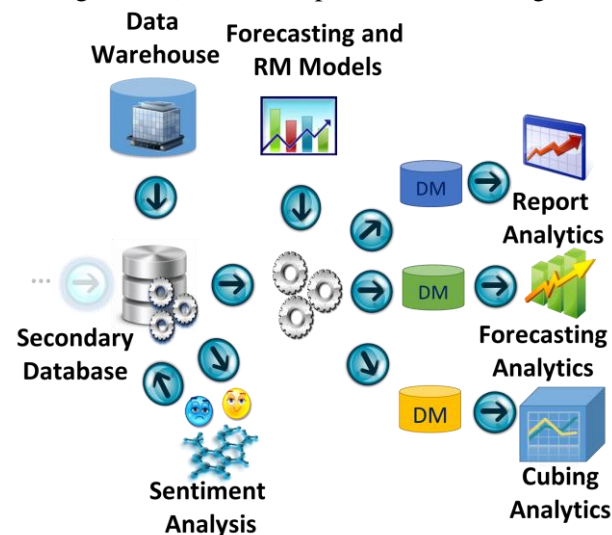 Data
Warehouse
Forecasting and
RM Models
DM
Report
Analytics
...
Secondary
Database
DM
Forecasting
Analytics
DM
Sentiment
Analysis
Cubing
Analytics